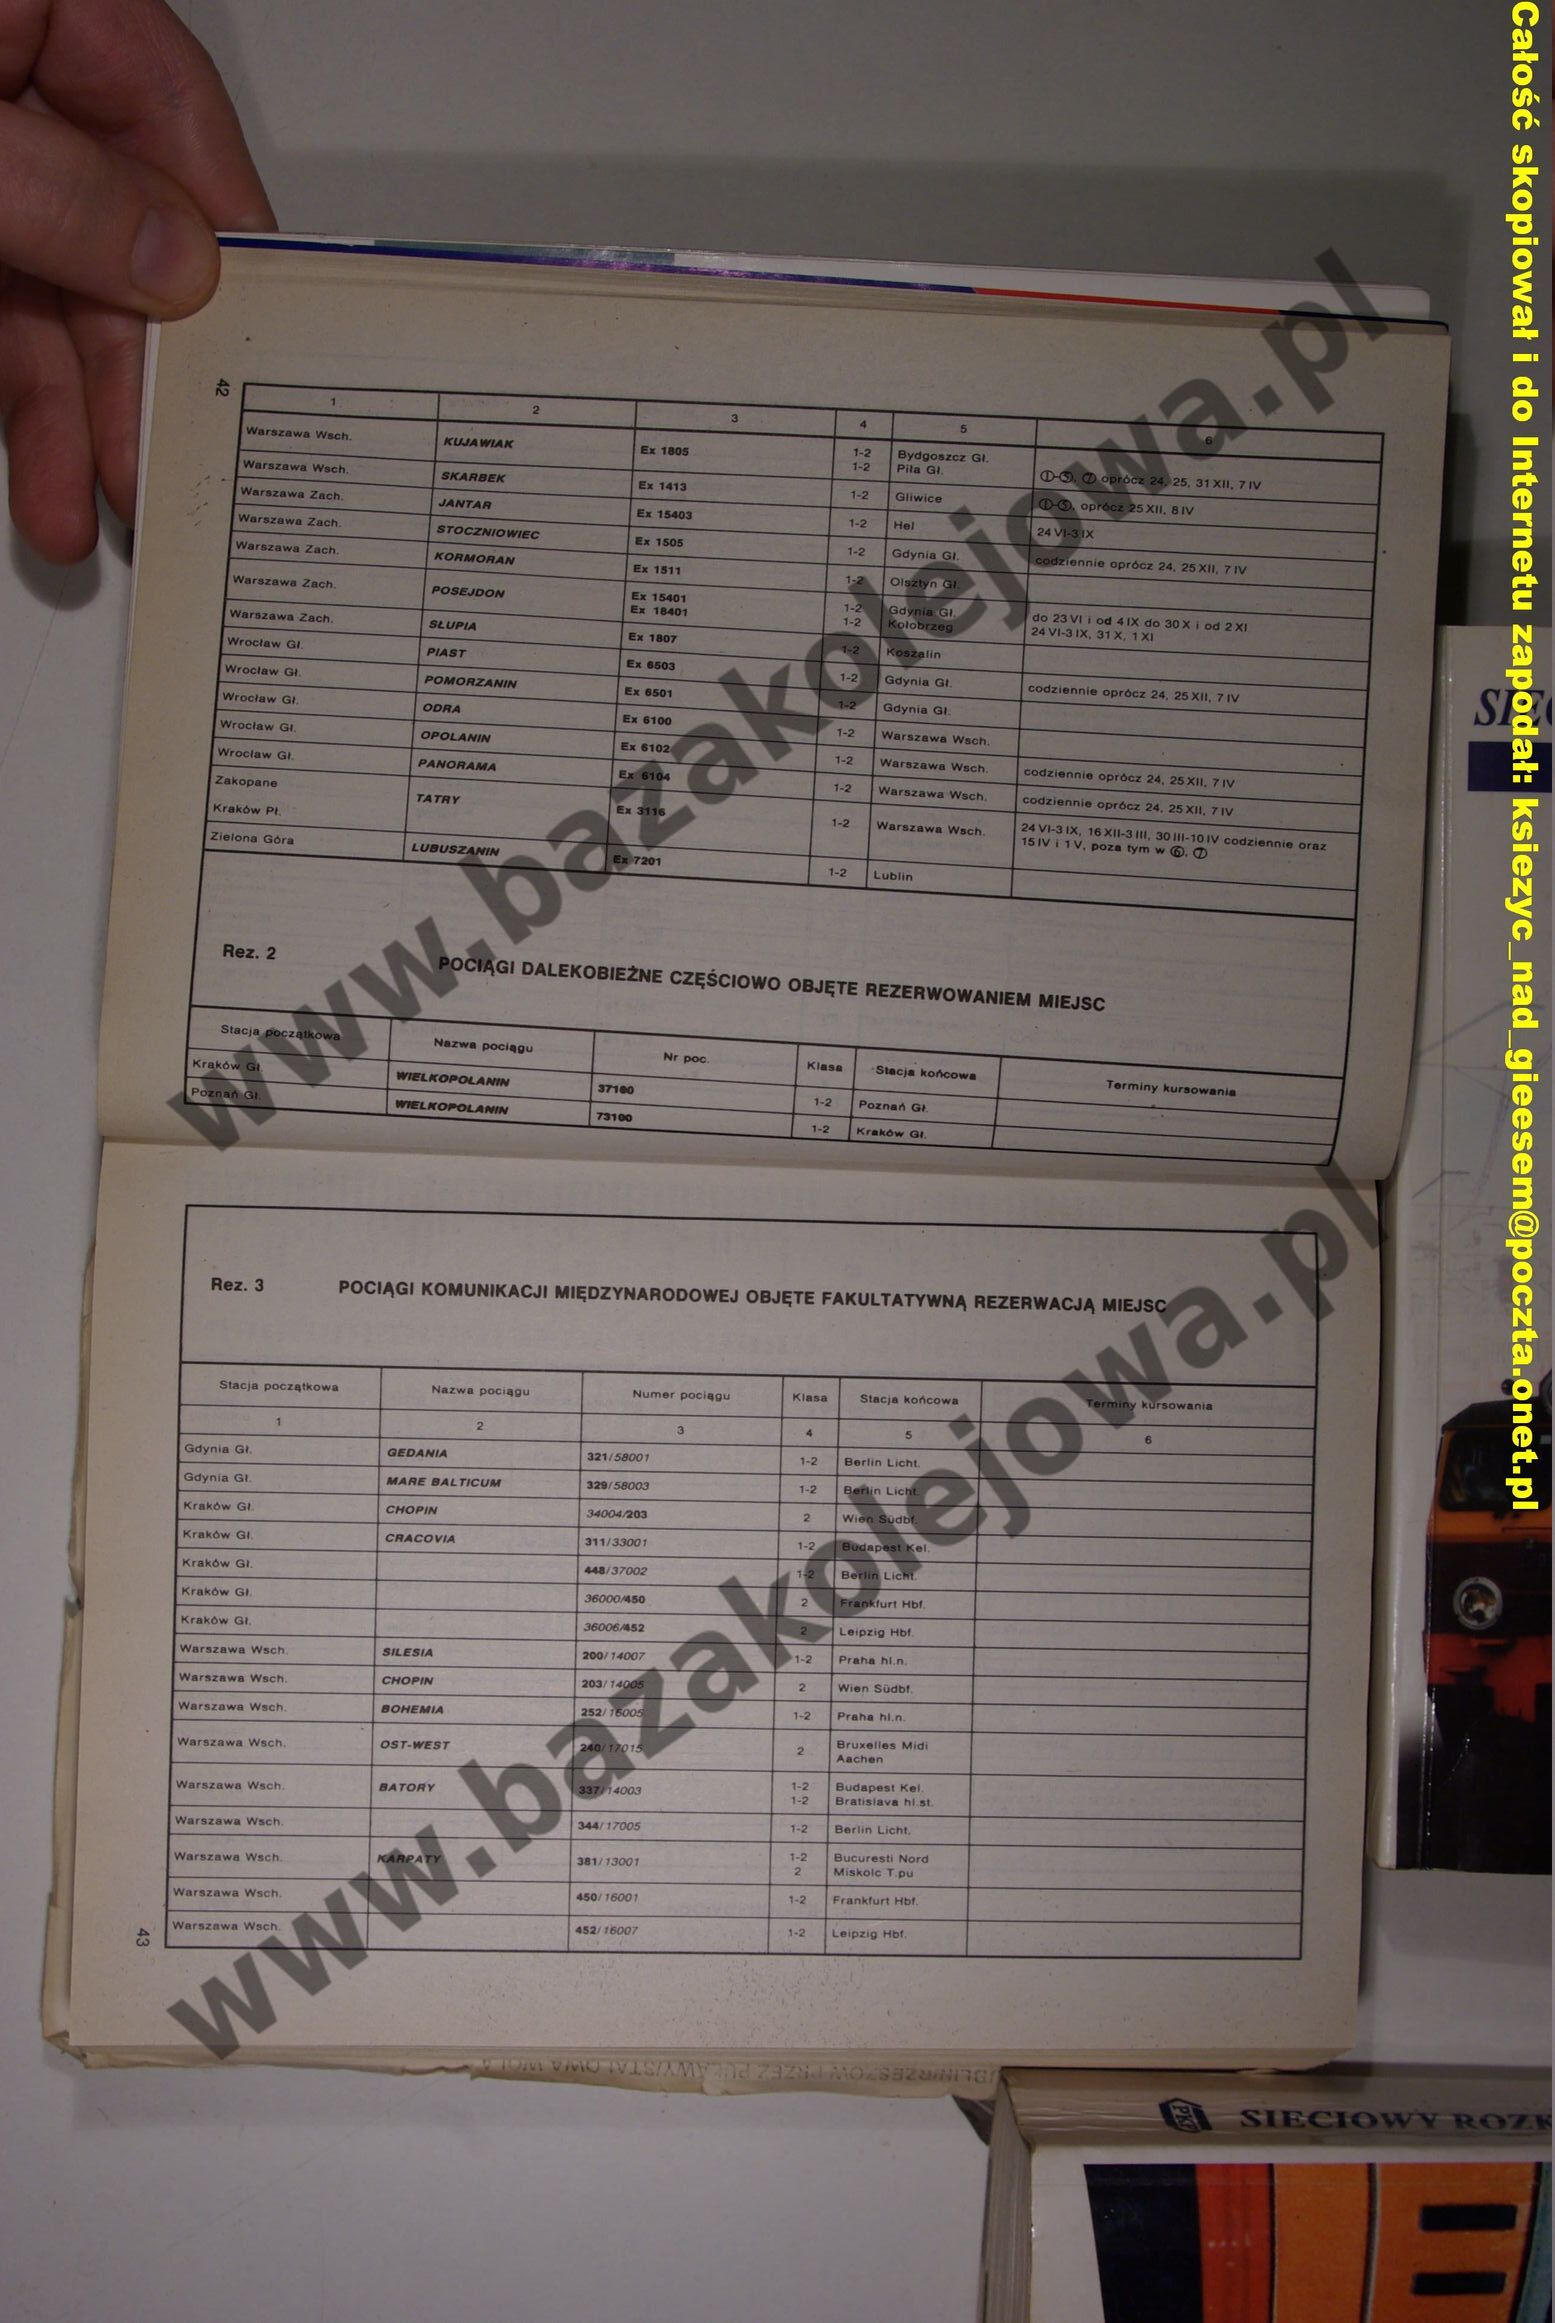 42
1 2 3 4 5 6
Warszawa Wsch. KUJAWIAK Ex 1805 1-2 Bydgoszcz Gł.
1-2 Piła Gł. ①-⑤, ⑦ oprócz 24, 25, 31 XII, 7 IV
Warszawa Wsch. SKARBEK Ex 1413 1-2 Gliwice ①-⑤, oprócz 25 XII, 8 IV
Warszawa Zach. JANTAR Ex 15403 1-2 Hel 24 VI-3 IX
Warszawa Zach. STOCZNIOWIEC Ex 1505 1-2 Gdynia Gł. codziennie oprócz 24, 25 XII, 7 IV
Warszawa Zach. KORMORAN Ex 1511 1-2 Olsztyn Gł.
Warszawa Zach. POSEJDON Ex 15401 1-2 Gdynia Gł. do 23 VI i od 4 IX do 30 X i od 2 XI
Ex 18401 1-2 Kołobrzeg 24 VI-3 IX, 31 X, 1 XI
Warszawa Zach. SŁUPIA Ex 1807 1-2 Koszalin
Wrocław Gł. PIAST Ex 6503 1-2 Gdynia Gł. codziennie oprócz 24, 25 XII, 7 IV
Wrocław Gł. POMORZANIN Ex 6501 1-2 Gdynia Gł.
Wrocław Gł. ODRA Ex 6100 1-2 Warszawa Wsch.
Wrocław Gł. OPOLANIN Ex 6102 1-2 Warszawa Wsch. codziennie oprócz 24, 25 XII, 7 IV
Wrocław Gł. PANORAMA Ex 6104 1-2 Warszawa Wsch. codziennie oprócz 24, 25 XII, 7 IV
Zakopane TATRY Ex 3116 1-2 Warszawa Wsch. 24 VI-3 IX, 16 XII-3 III, 30 III-10 IV codziennie oraz
Kraków Pł. 15 IV i 1 V, poza tym w ⑥, ⑦
Zielona Góra LUBUSZANIN Ex 7201 1-2 Lublin
Rez. 2 POCIĄGI DALEKOBIEŻNE CZĘŚCIOWO OBJĘTE REZERWOWANIEM MIEJSC
Stacja początkowa Nazwa pociągu Nr poc. Klasa Stacja końcowa Terminy kursowania
Kraków Gł. WIELKOPOLANIN 37100 1-2 Poznań Gł.
Poznań Gł. WIELKOPOLANIN 73100 1-2 Kraków Gł.
Rez. 3 POCIĄGI KOMUNIKACJI MIĘDZYNARODOWEJ OBJĘTE FAKULTATYWNĄ REZERWACJĄ MIEJSC
Stacja początkowa Nazwa pociągu Numer pociągu Klasa Stacja końcowa Terminy kursowania
1 2 3 4 5 6
Gdynia Gł. GEDANIA 321/58001 1-2 Berlin Licht.
Gdynia Gł. MARE BALTICUM 329/58003 1-2 Berlin Licht.
Kraków Gł. CHOPIN 34004/203 2 Wien Südbf.
Kraków Gł. CRACOVIA 311/33001 1-2 Budapest Kel.
Kraków Gł. 448/37002 1-2 Berlin Licht.
Kraków Gł. 36000/450 2 Frankfurt Hbf.
Kraków Gł. 36006/452 2 Leipzig Hbf.
Warszawa Wsch. SILESIA 200/14007 1-2 Praha hl.n.
Warszawa Wsch. CHOPIN 203/14005 2 Wien Südbf.
Warszawa Wsch. BOHEMIA 252/16005 1-2 Praha hl.n.
Warszawa Wsch. OST-WEST 240/17015 2 Bruxelles Midi
Aachen
Warszawa Wsch. BATORY 337/14003 1-2 Budapest Kel.
1-2 Bratislava hl.st.
Warszawa Wsch. 344/17005 1-2 Berlin Licht.
Warszawa Wsch. KARPATY 381/13001 1-2 Bucuresti Nord
2 Miskolc T.pu
Warszawa Wsch. 450/16001 1-2 Frankfurt Hbf.
Warszawa Wsch. 452/16007 1-2 Leipzig Hbf.
43
www.bazakolejowa.pl
www.bazakolejowa.pl
Całość skopiował i do Internetu zapodał: ksiezyc_nad_gieesem@poczta.onet.pl
PKP SIECIOWY